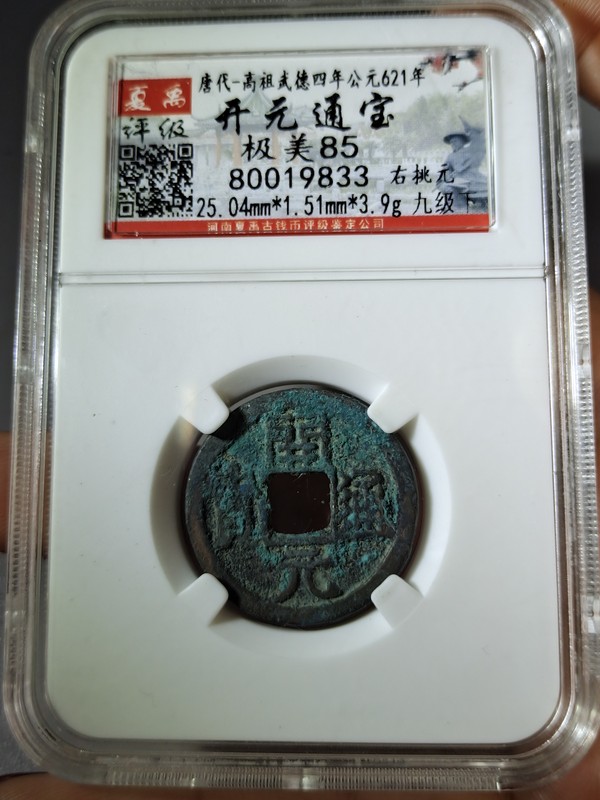 唐代-高祖武德四年公元621年
夏禹
评级
开元通宝
极美85
80019833 右挑元
25.04mm*1.51mm*3.9g 九级下
河南夏禹古钱币评级鉴定公司
開
通
元